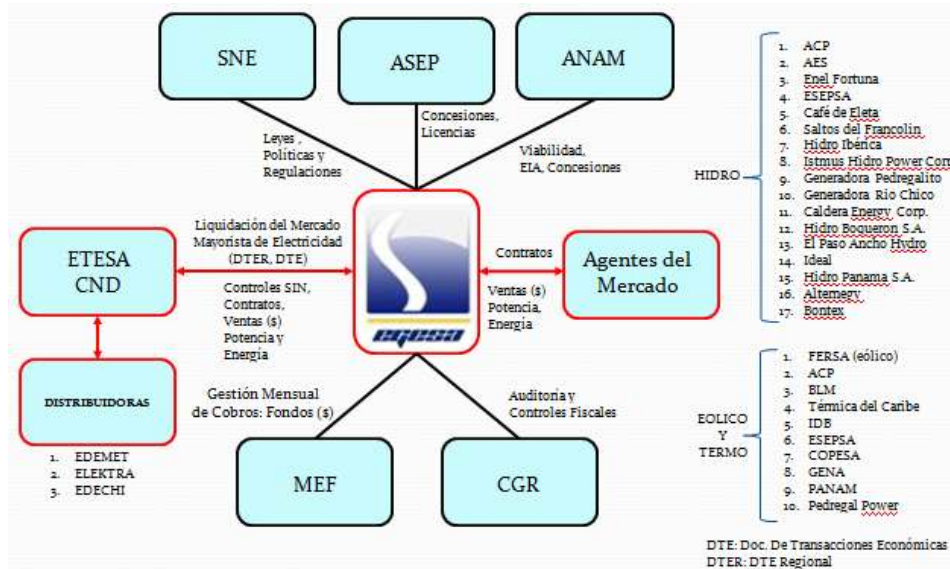 SNE
ASEP
ANAM
Leyes ,
Políticas y
Regulaciones
Concesiones,
Licencias
Viabilidad,
EIA, Concesiones
ETESA
CND
Liquidación del Mercado
Mayorista de Electricidad
(DTER, DTE)
Controles SIN,
Contratos,
Ventas ($)
Potencia y
Energía
egesa
Contratos
Ventas ($)
Potencia,
Energía
Agentes del
Mercado
DISTRIBUIDORAS
1. EDEMET
2. ELEKTRA
3. EDECHI
Gestión Mensual
de Cobros: Fondos ($)
Auditoría y
Controles Fiscales
MEF
CGR
HIDRO
1. ACP
2. AES
3. Enel Fortuna
4. ESEPSA
5. Café de Eleta
6. Saltos del Francolin
7. Hidro Ibérica
8. Istmus Hidro Power Corp
9. Generadora Pedregalito
10. Generadora Rio Chico
11. Caldera Energy Corp.
12. Hidro Boqueron S.A.
13. El Paso Ancho Hydro
14. Ideal
15. Hidro Panama S.A.
16. Alternegy
17. Bontex
EOLICO
Y
TERMO
1. FERSA (eólico)
2. ACP
3. BLM
4. Térmica del Caribe
5. IDB
6. ESEPSA
7. COPESA
8. GENA
9. PANAM
10. Pedregal Power
DTE: Doc. De Transacciones Económicas
DTER: DTE Regional